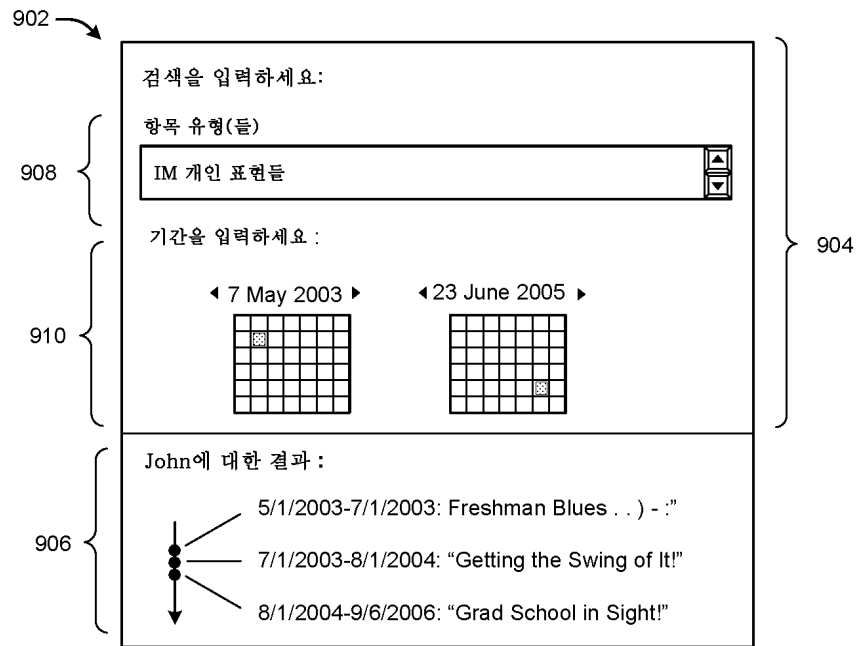 902
검색을 입력하세요:
항목 유형(들)
908
IM 개인 표현들
904
기간을 입력하세요 :
7 May 2003
23 June 2005
910
John에 대한 결과 :
906
5/1/2003-7/1/2003: Freshman Blues . . ) - :”
7/1/2003-8/1/2004: “Getting the Swing of It!”
8/1/2004-9/6/2006: “Grad School in Sight!”